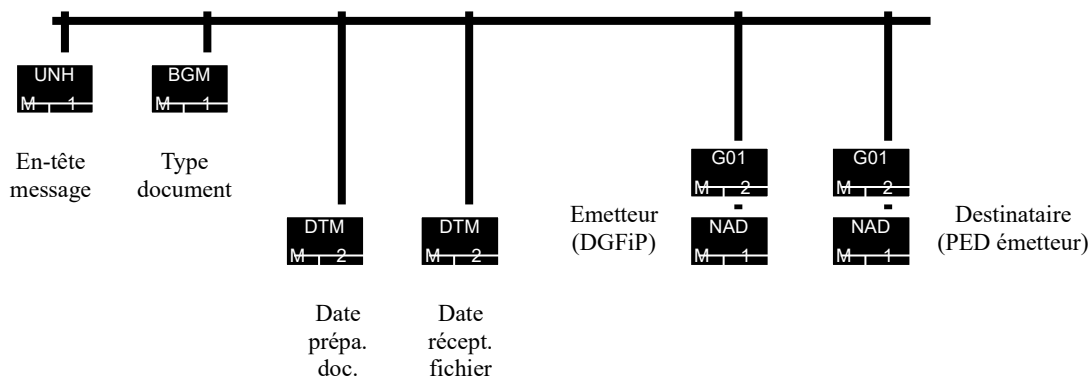 UNH
M 1
En-tête
message
BGM
M 1
Type
document
DTM
M 2
Date
prépa.
doc.
DTM
M 2
Date
récept.
fichier
Emetteur
(DGFiP)
G01
M 2
NAD
M 1
G01
M 2
NAD
M 1
Destinataire
(PED émetteur)